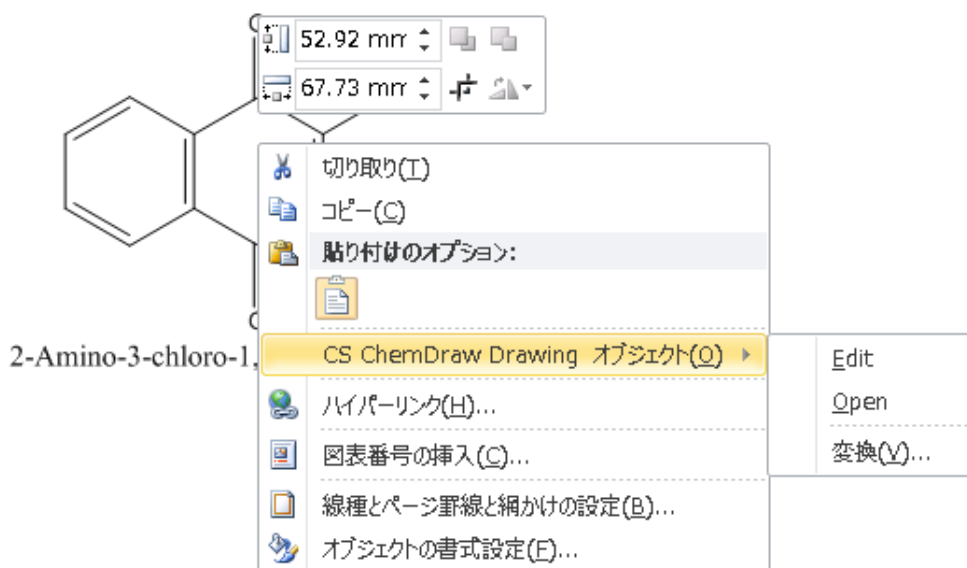 52.92 mm
67.73 mm
切り取り(T)
コピー(C)
貼り付けのオプション:
2-Amino-3-chloro-1,
CS ChemDraw Drawing オブジェクト(O)
Edit
Open
ハイパーリンク(H)...
変換(V)...
図表番号の挿入(C)...
線種とページ罫線と網かけの設定(B)...
オブジェクトの書式設定(F)...